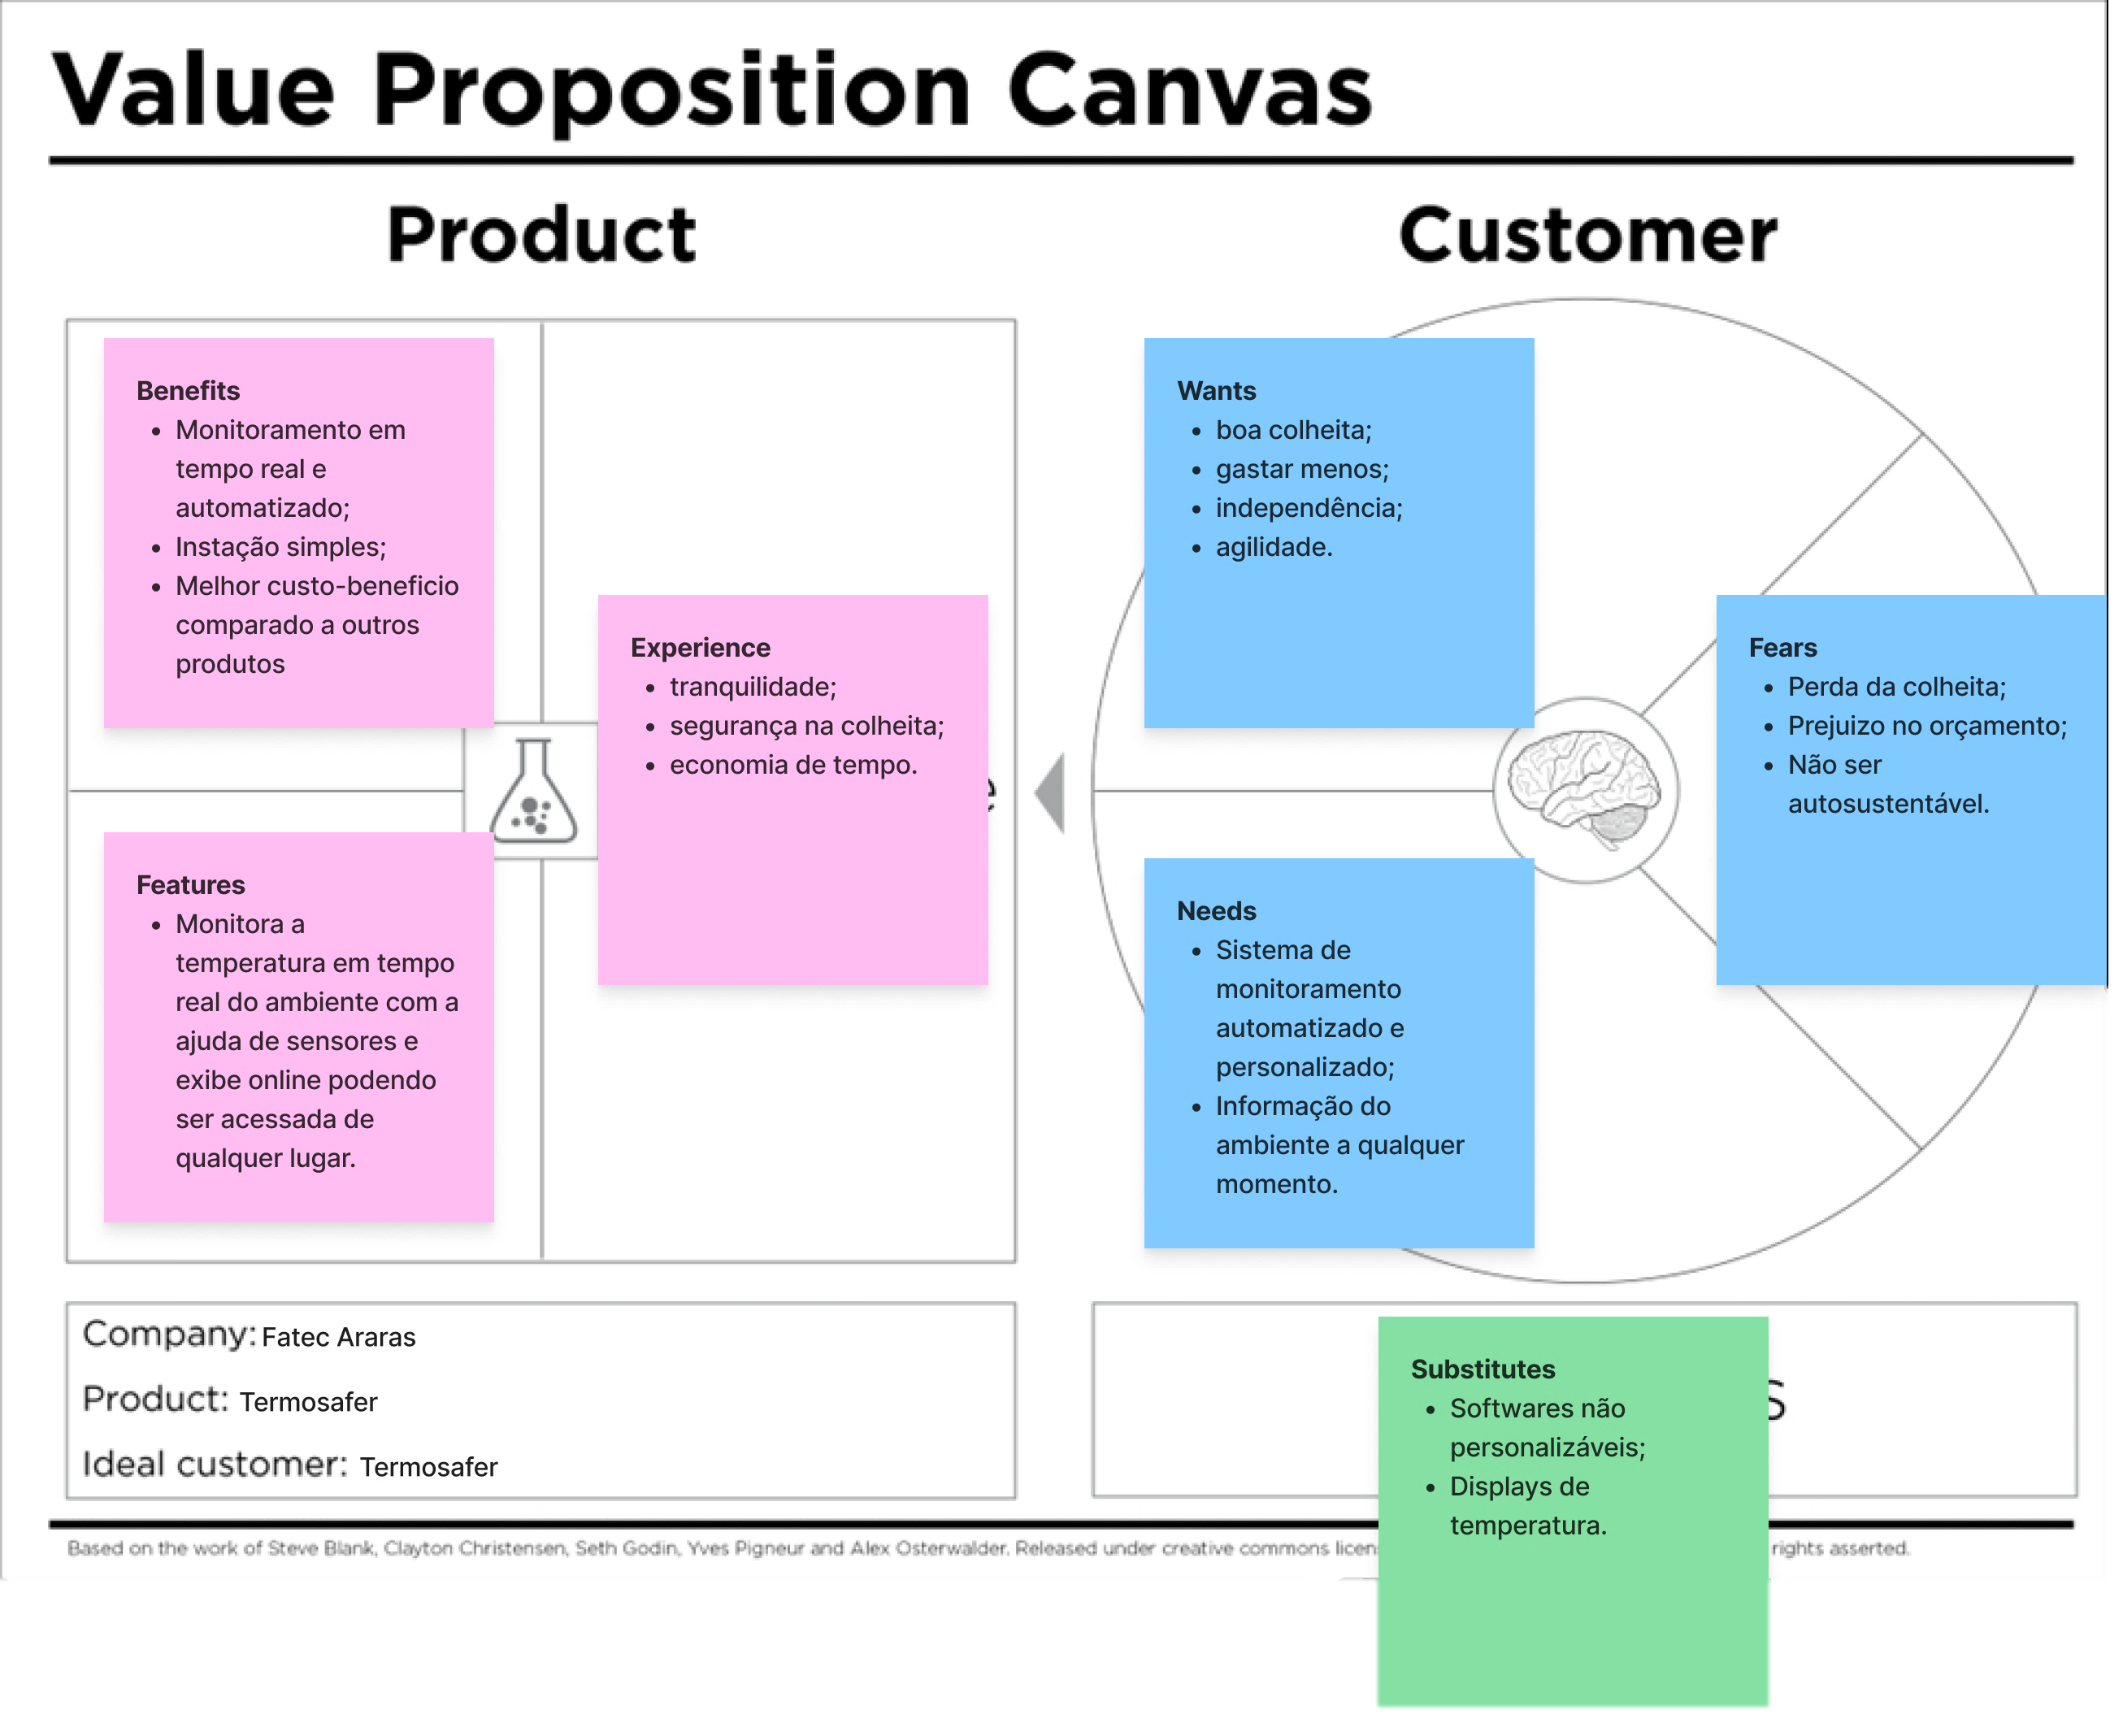 Value Proposition Canvas
Product
Customer
Benefits
• Monitoramento em
tempo real e
automatizado;
• Instação simples;
• Melhor custo-beneficio
comparado a outros
produtos
Experience
• tranquilidade;
• segurança na colheita;
• economia de tempo.
e
Features
• Monitora a
temperatura em tempo
real do ambiente com a
ajuda de sensores e
exibe online podendo
ser acessada de
qualquer lugar.
Wants
• boa colheita;
• gastar menos;
• independência;
• agilidade.
Fears
• Perda da colheita;
• Prejuizo no orçamento;
• Não ser
autosustentável.
Needs
• Sistema de
monitoramento
automatizado e
personalizado;
• Informação do
ambiente a qualquer
momento.
Company: Fatec Araras
Product: Termosafer
Ideal customer: Termosafer
Substitutes
• Softwares não
personalizáveis;
• Displays de
temperatura.
s
Based on the work of Steve Blank, Clayton Christensen, Seth Godin, Yves Pigneur and Alex Osterwalder. Released under creative commons licen rights asserted.